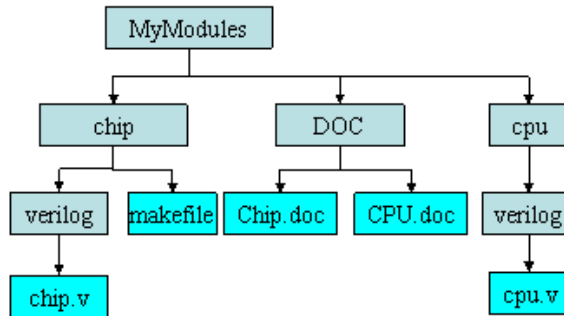 MyModules
chip
DOC
cpu
verilog
makefile
Chip.doc
CPU.doc
verilog
chip.v
cpu.v